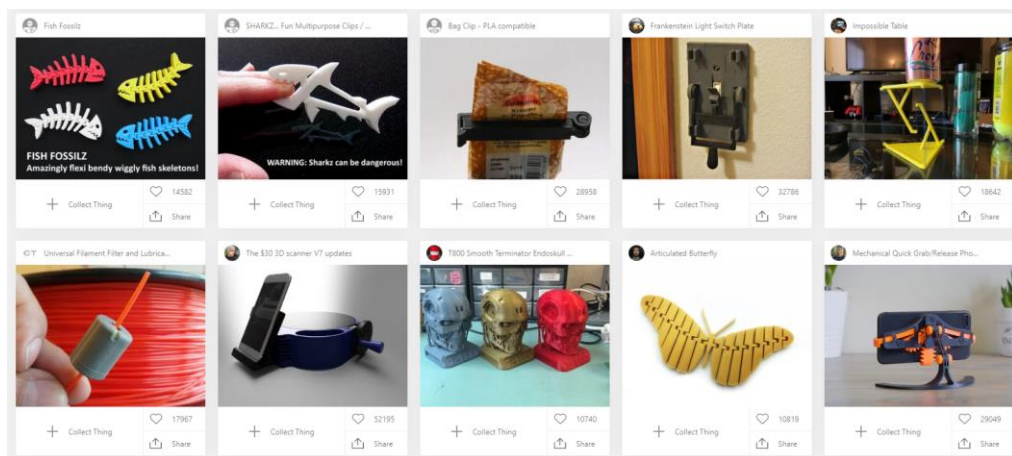 Fish Fossilz
SHARKZ... Fun Multipurpose Clips / ...
Bag Clip - PLA compatible
Frankenstein Light Switch Plate
Impossible Table
FISH FOSSILZ
Amazingly flexi bendy wiggly fish skeletons!
WARNING: Sharkz can be dangerous!
14582
Collect Thing
Share
15931
Collect Thing
Share
28958
Collect Thing
Share
32786
Collect Thing
Share
18642
Collect Thing
Share
CT Universal Filament Filter and Lubrica...
The $30 3D scanner V7 updates
T800 Smooth Terminator Endoskull ...
Articulated Butterfly
Mechanical Quick Grab/Release Pho...
17967
Collect Thing
Share
52195
Collect Thing
Share
10740
Collect Thing
Share
10819
Collect Thing
Share
29049
Collect Thing
Share